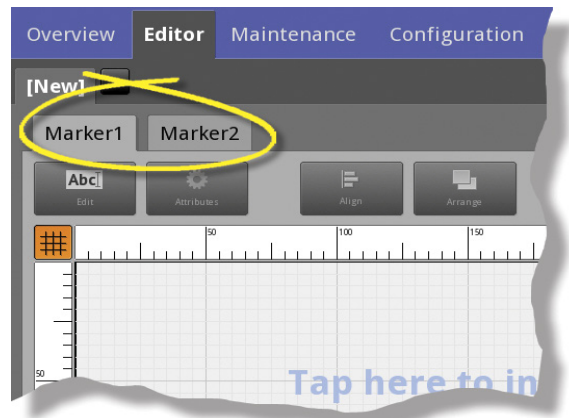 Overview Editor Maintenance Configuration
[New]
Marker1 Marker2
Abc
Edit Attributes Align Arrange
50 100 150
50
Tap here to in